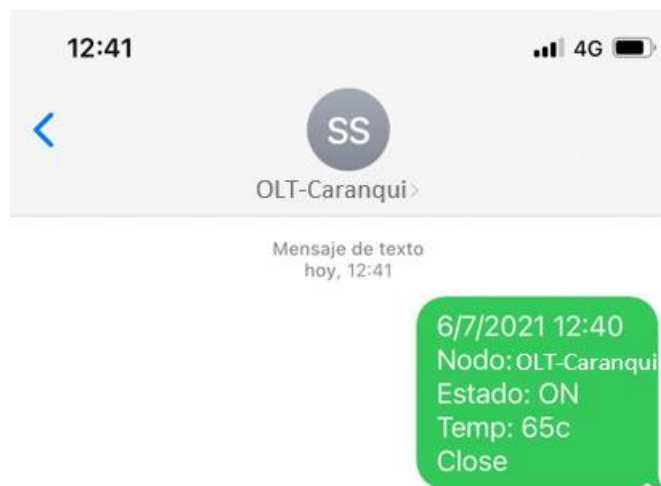 12:41
4G
SS
OLT-Caranqui
Mensaje de texto
hoy, 12:41
6/7/2021 12:40
Nodo: OLT-Caranqui
Estado: ON
Temp: 65c
Close